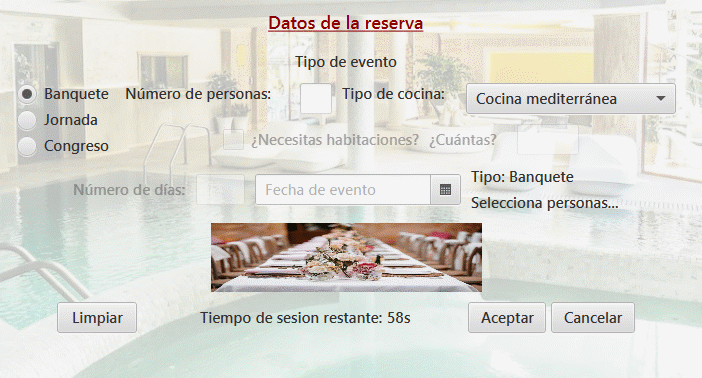 Datos de la reserva
Tipo de evento
Banquete Número de personas: Tipo de cocina: Cocina mediterránea
Jornada
Congreso ¿Necesitas habitaciones? ¿Cuántas?
Tipo: Banquete
Número de días: Fecha de evento
Selecciona personas...
Limpiar Tiempo de sesion restante: 58s Aceptar Cancelar